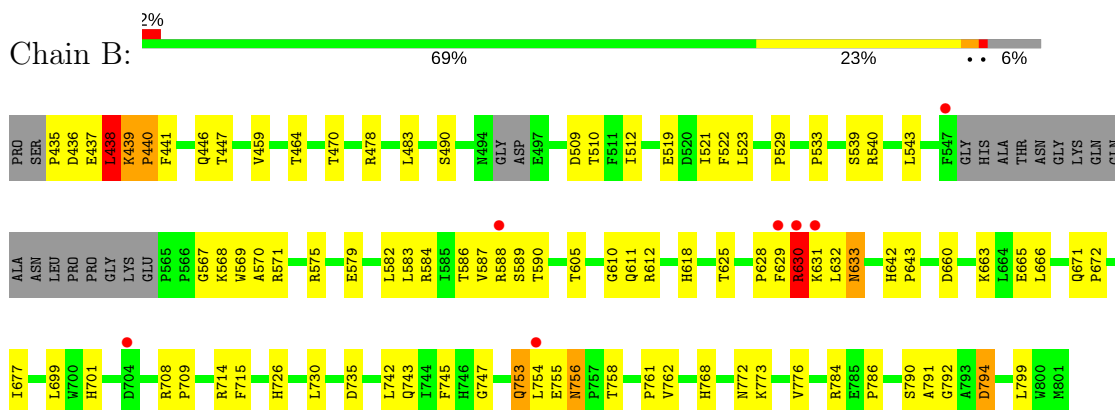 2%
Chain B:
69% 23% • • 6%
PRO SER P435 D436 E437 L438 K439 P440 F441 Q446 T447 V459 T464 T470 R478 L483 S490 N494 GLY ASP E497 D509 T510 F511 I512 E519 D520 I521 F522 L523 P529 P533 S539 R540 L543 F547 GLY HIS ALA THR ASN GLY LYS GLN GLN
ALA ASN LEU PRO PRO GLY LYS GLU P565 P566 G567 K568 W569 A570 R571 R575 E579 L582 L583 R584 I585 T586 V587 R588 S589 T590 T605 G610 Q611 R612 H618 T625 P628 F629 R630 K631 L632 N633 H642 P643 D660 K663 L664 E665 L666 Q671 P672
I677 L699 W700 H701 D704 R708 P709 R714 F715 H726 L730 D735 L742 Q743 I744 F745 H746 G747 Q753 L754 E755 N756 P757 T758 P761 V762 H768 N772 K773 V776 R784 E785 P786 S790 A791 G792 A793 D794 L799 W800 M801